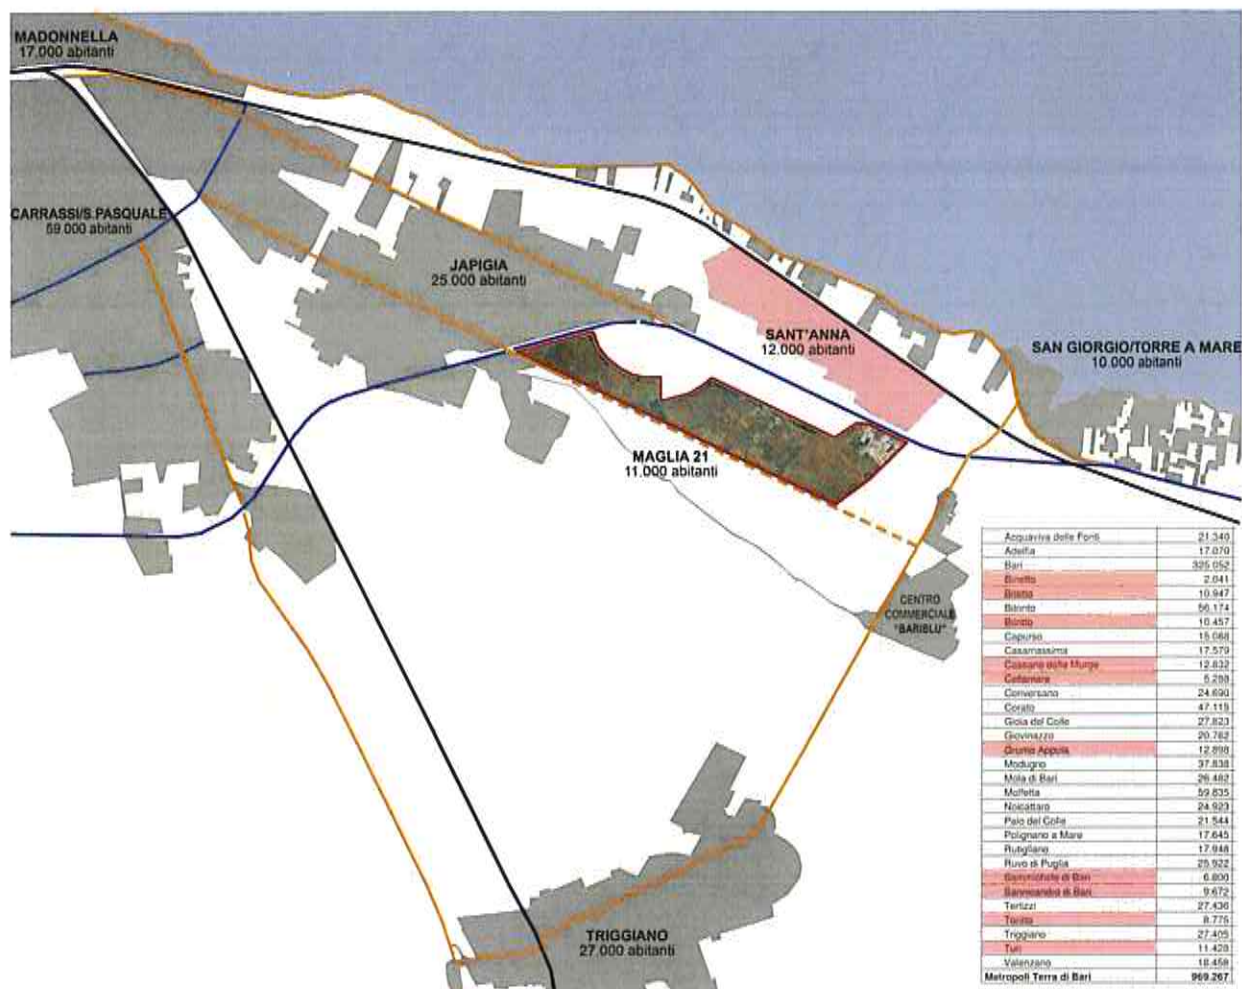 MADONNELLA
17.000 abitanti
CARRASSI/S.PASQUALE
59.000 abitanti
JAPIGIA
25.000 abitanti
SANT'ANNA
12.000 abitanti
SAN GIORGIO/TORRE A MARE
10.000 abitanti
MAGLIA 21
11.000 abitanti
CENTRO
COMMERCIALE
"BARIBLU"
TRIGGIANO
27.000 abitanti
Acquaviva delle Fonti 21.340
Adelfia 17.070
Bari 325.052
Binetto 2.041
Bitetto 10.947
Bitonto 56.174
Bitritto 10.457
Capurso 15.068
Casamassima 17.579
Cassano delle Murge 12.832
Cellamare 5.288
Conversano 24.690
Corato 47.115
Gioia del Colle 27.823
Giovinazzo 20.762
Grumo Appula 12.898
Modugno 37.838
Mola di Bari 26.482
Molfetta 59.835
Noicattaro 24.923
Palo del Colle 21.544
Polignano a Mare 17.645
Rutigliano 17.948
Ruvo di Puglia 25.922
Sammichele di Bari 6.800
Sannicandro di Bari 9.672
Terlizzi 27.436
Toritto 8.775
Triggiano 27.405
Turi 11.428
Valenzano 18.458
Metropoli Terra di Bari 969.267